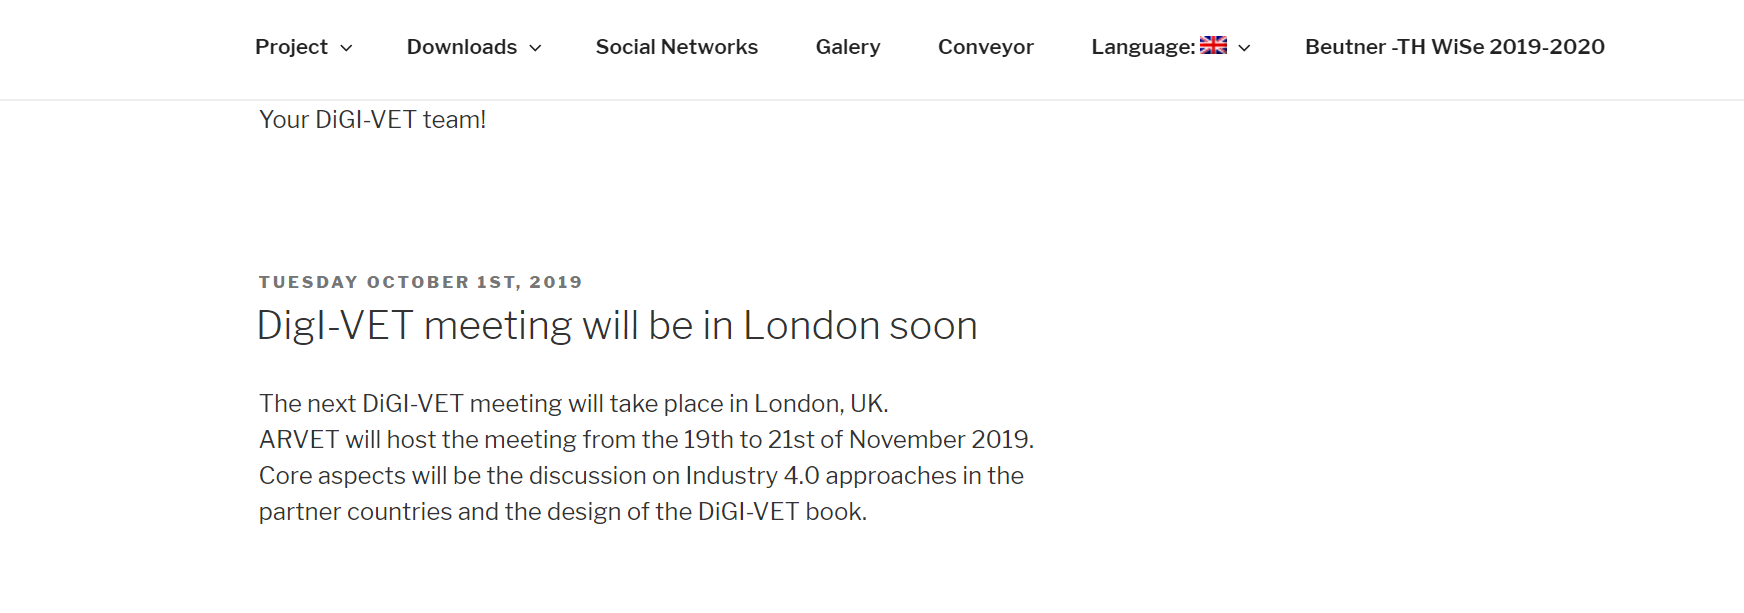 Project Downloads Social Networks Galery Conveyor Language: Beutner -TH WiSe 2019-2020
Your DiGI-VET team!
TUESDAY OCTOBER 1ST, 2019
DigI-VET meeting will be in London soon
The next DiGI-VET meeting will take place in London, UK.
ARVET will host the meeting from the 19th to 21st of November 2019.
Core aspects will be the discussion on Industry 4.0 approaches in the
partner countries and the design of the DiGI-VET book.